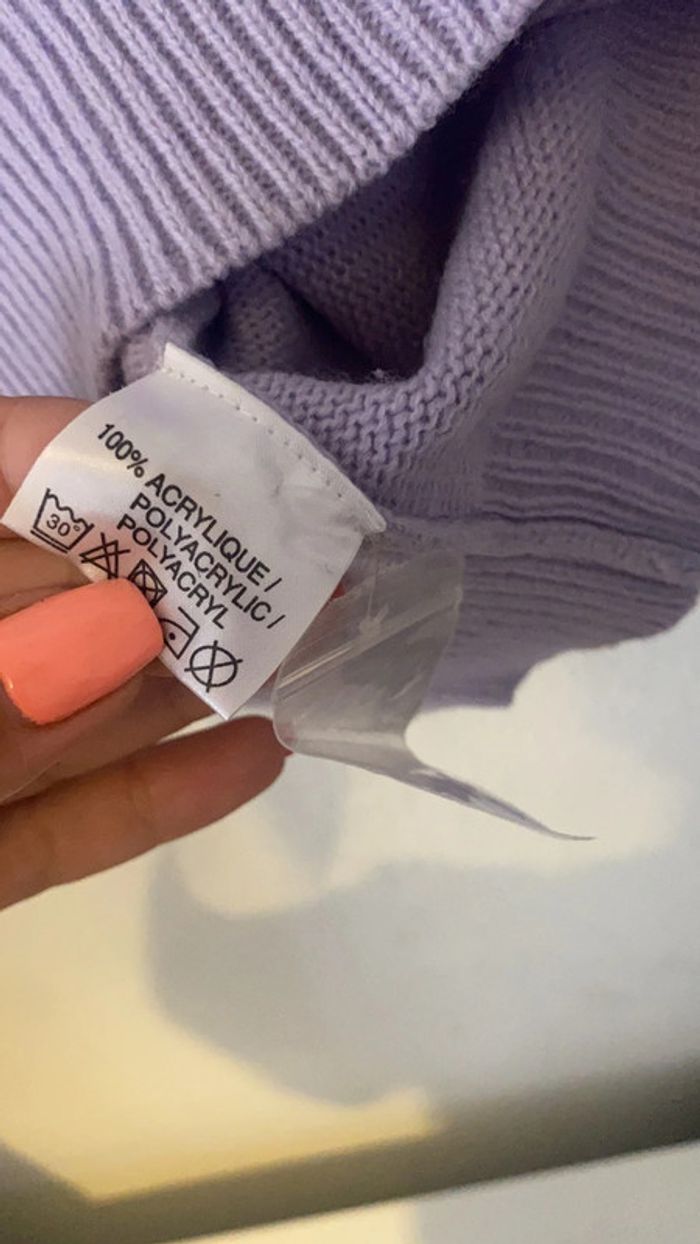 100% ACRYLIQUE /
POLYACRYLIC /
POLYACRYL
30°